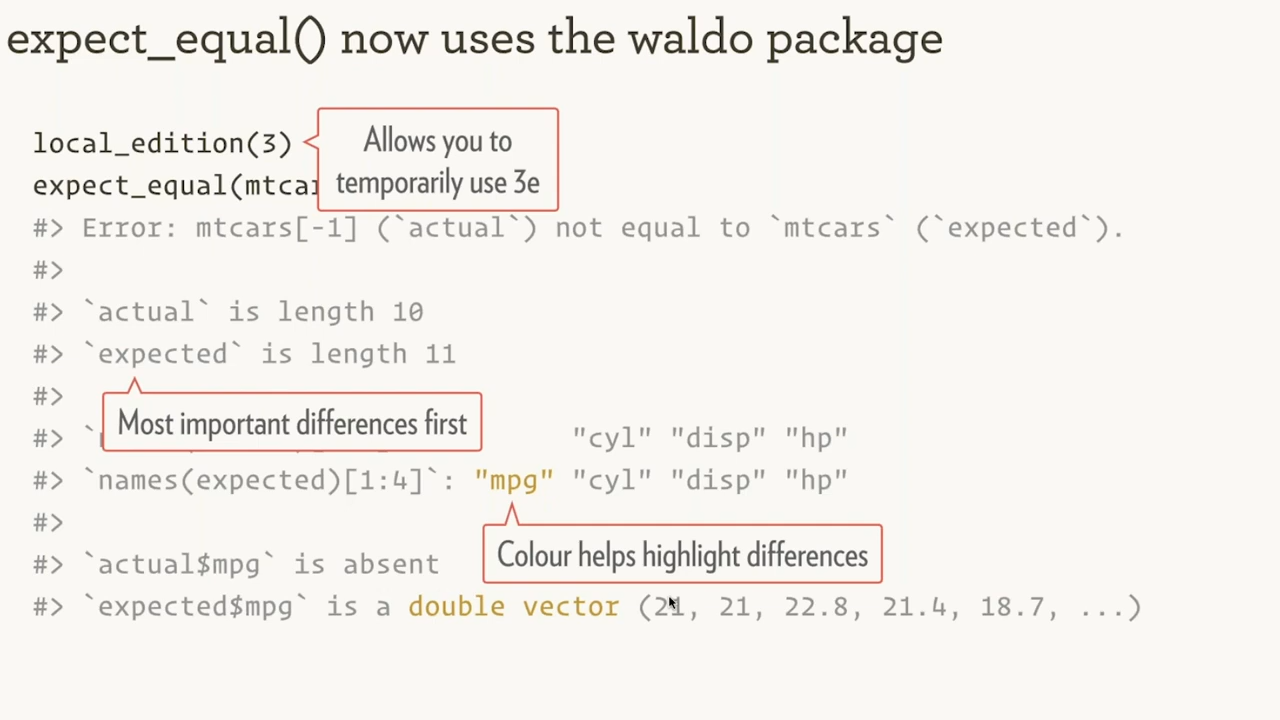 expect_equal() now uses the waldo package
local_edition(3)
Allows you to
temporarily use 3e
expect_equal(mtcar
#> Error: mtcars[-1] (`actual`) not equal to `mtcars` (`expected`).
#>
#> `actual` is length 10
#> `expected` is length 11
#>
Most important differences first
#> ` "cyl" "disp" "hp"
#> `names(expected)[1:4]`: "mpg" "cyl" "disp" "hp"
#>
Colour helps highlight differences
#> `actual$mpg` is absent
#> `expected$mpg` is a double vector (21, 21, 22.8, 21.4, 18.7, ...)